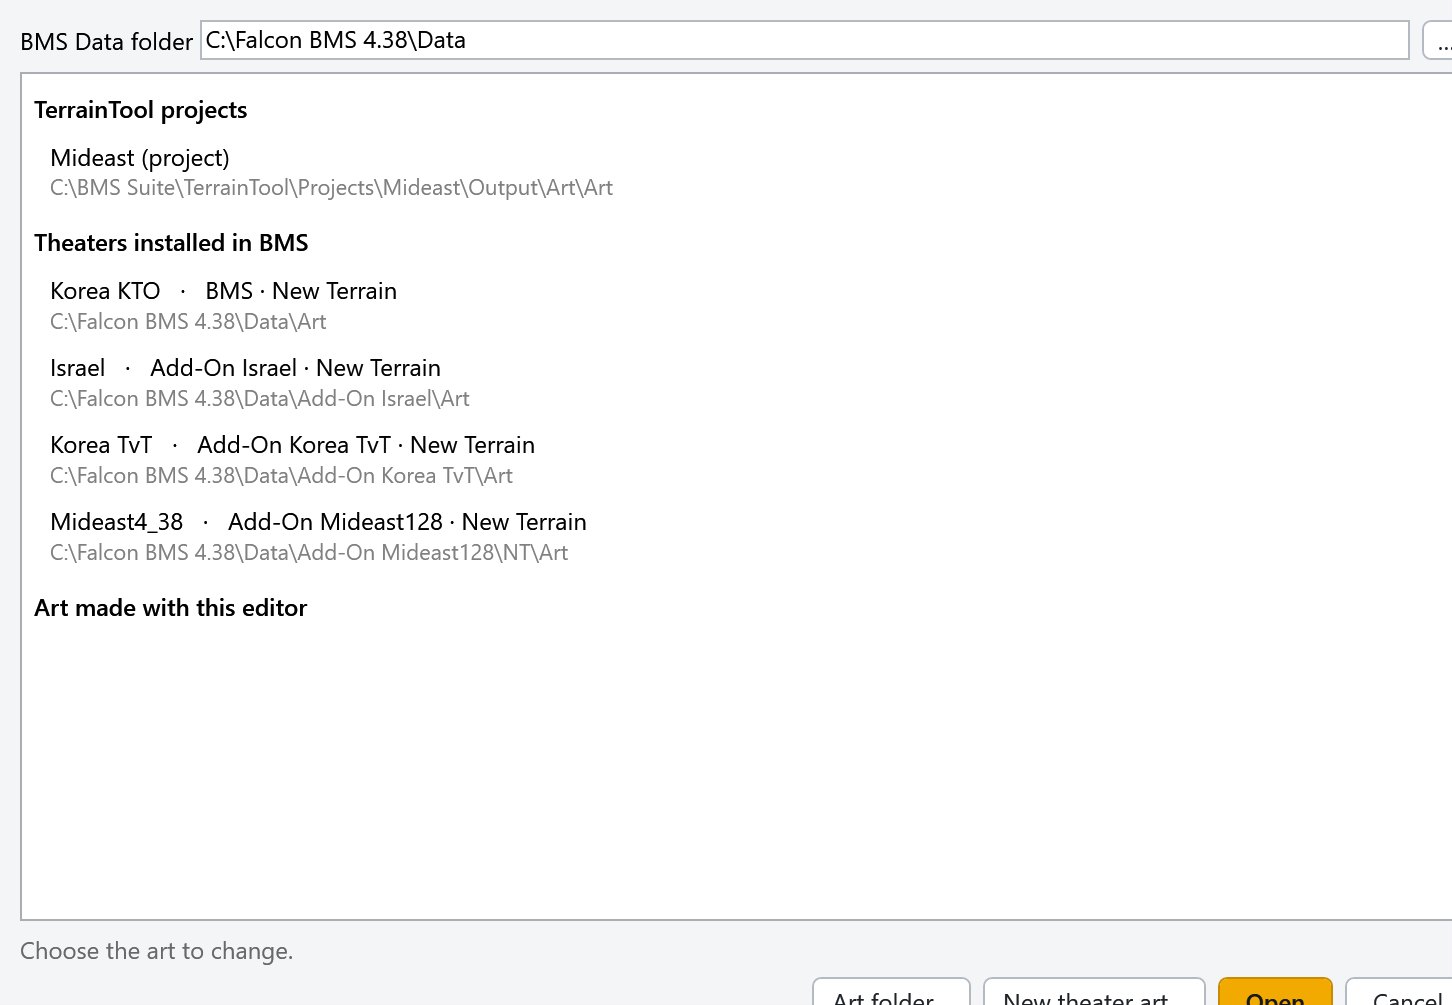 BMS Data folder C:\Falcon BMS 4.38\Data ...
TerrainTool projects
Mideast (project)
C:\BMS Suite\TerrainTool\Projects\Mideast\Output\Art\Art
Theaters installed in BMS
Korea KTO · BMS · New Terrain
C:\Falcon BMS 4.38\Data\Art
Israel · Add-On Israel · New Terrain
C:\Falcon BMS 4.38\Data\Add-On Israel\Art
Korea TvT · Add-On Korea TvT · New Terrain
C:\Falcon BMS 4.38\Data\Add-On Korea TvT\Art
Mideast4_38 · Add-On Mideast128 · New Terrain
C:\Falcon BMS 4.38\Data\Add-On Mideast128\NT\Art
Art made with this editor
Choose the art to change.
Art folder... New theater art... Open Cancel